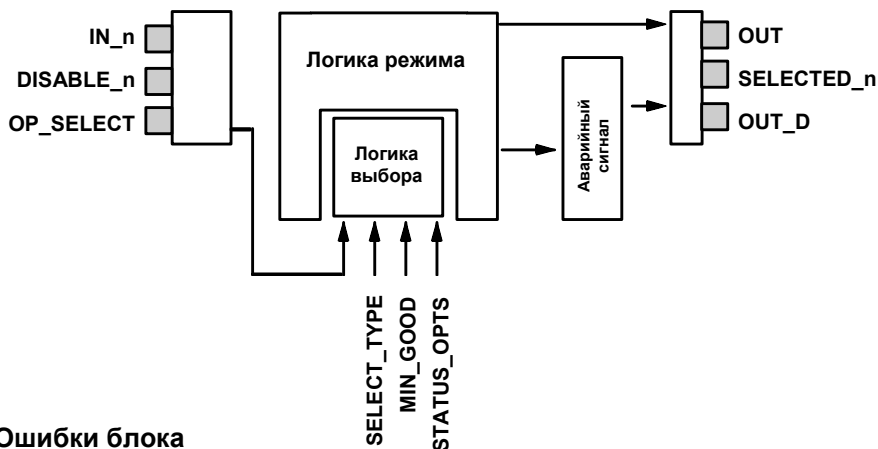 IN_n
DISABLE_n
OP_SELECT
Логика режима
Логика
выбора
Аварийный
сигнал
OUT
SELECTED_n
OUT_D
SELECT_TYPE
MIN_GOOD
STATUS_OPTS
Ошибки блока